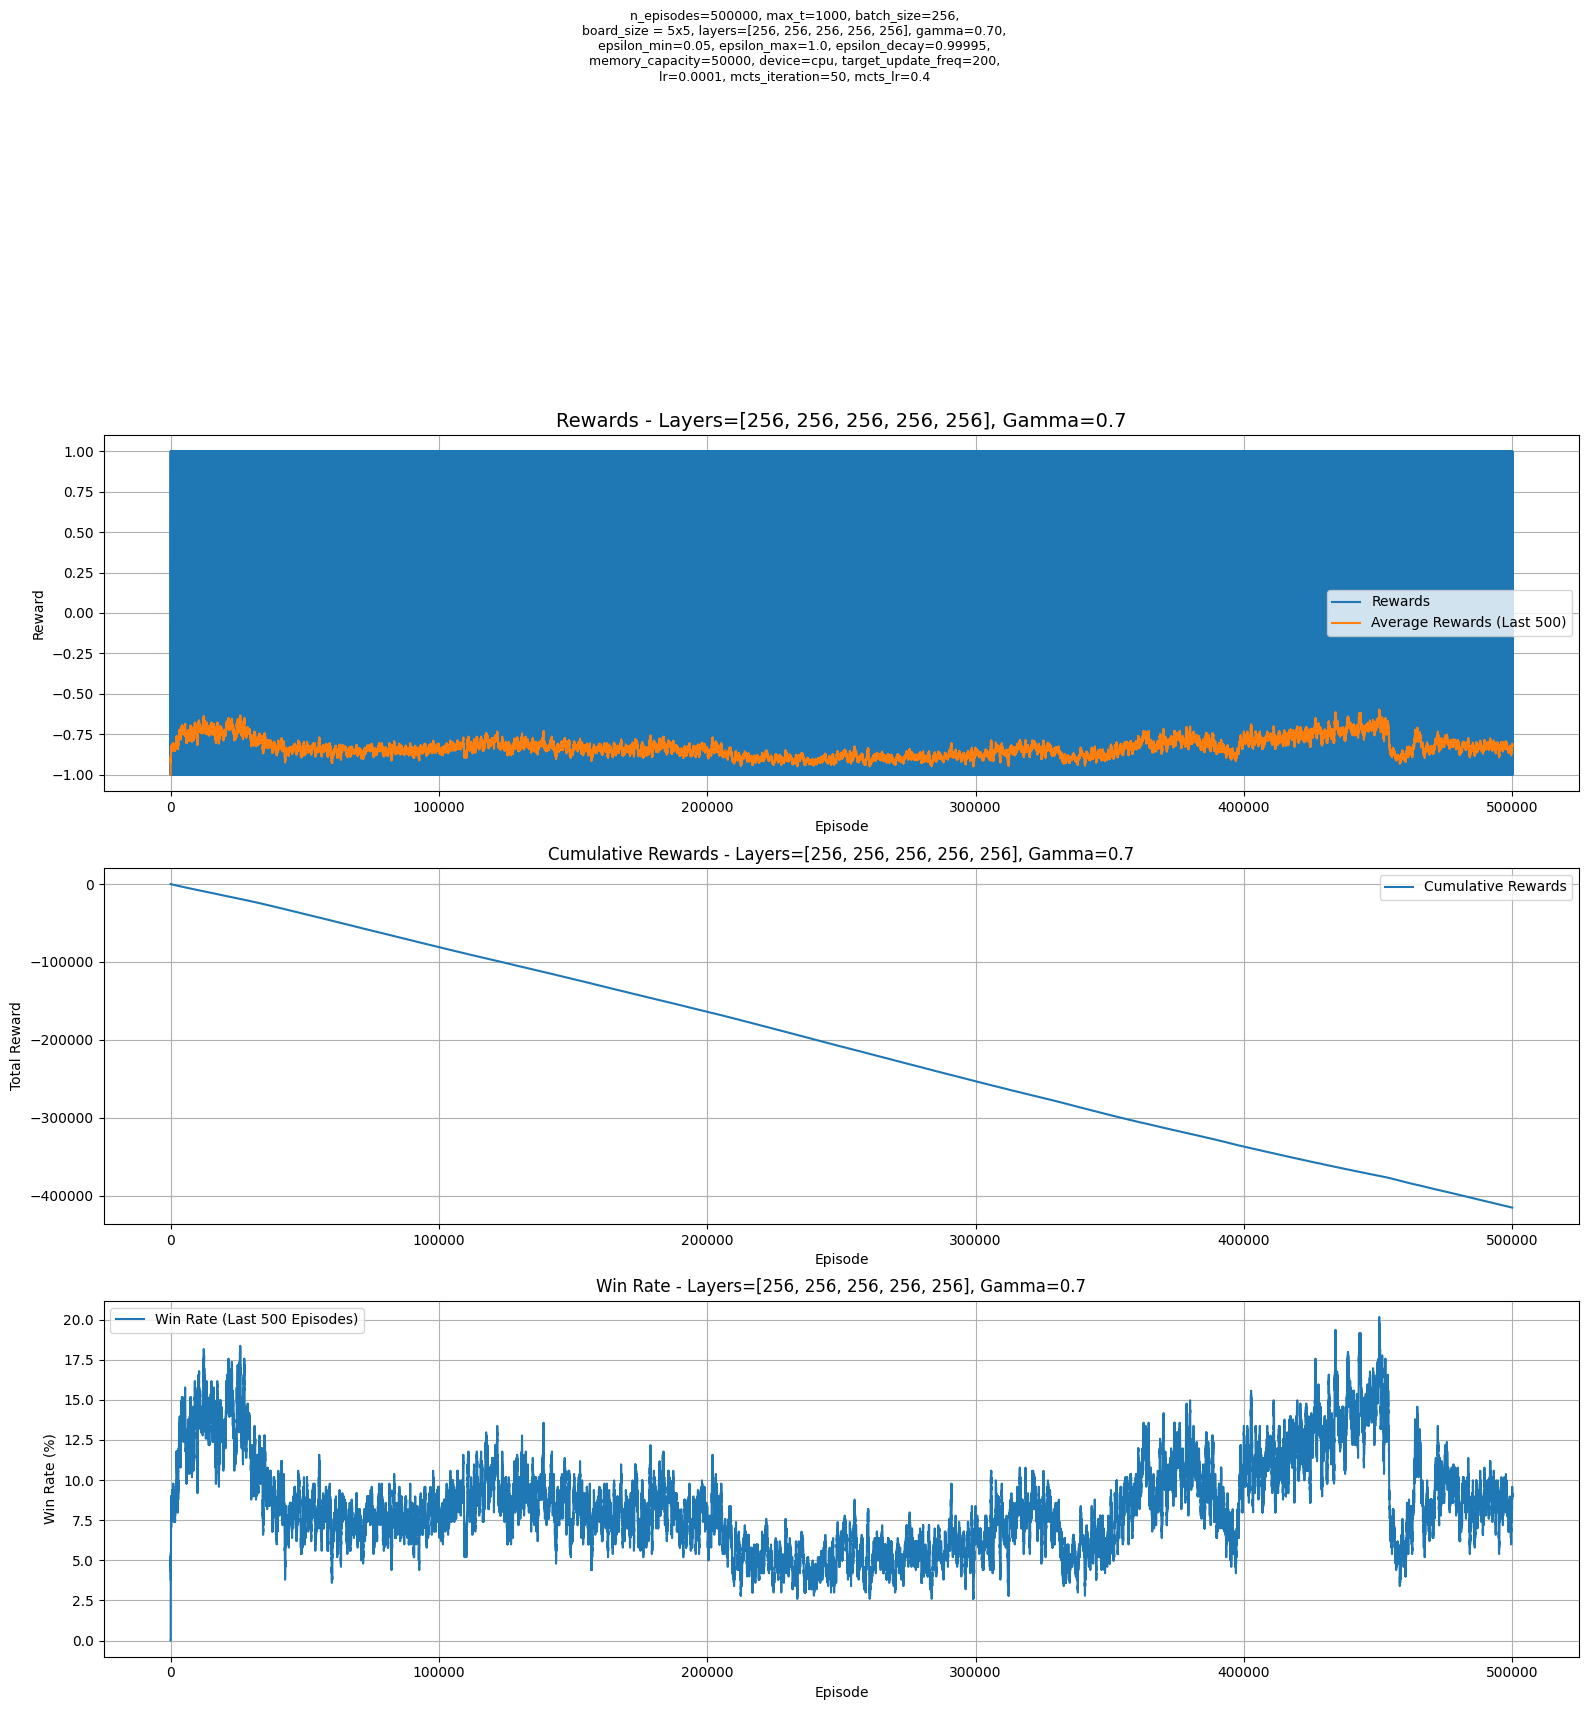 n_episodes=500000, max_t=1000, batch_size=256,
board_size = 5x5, layers=[256, 256, 256, 256, 256], gamma=0.70,
epsilon_min=0.05, epsilon_max=1.0, epsilon_decay=0.99995,
memory_capacity=50000, device=cpu, target_update_freq=200,
lr=0.0001, mcts_iteration=50, mcts_lr=0.4
Rewards - Layers=[256, 256, 256, 256, 256], Gamma=0.7
1.00
0.75
0.50
0.25
0.00
−0.25
−0.50
−0.75
−1.00
Reward
Rewards
Average Rewards (Last 500)
0
100000
200000
300000
400000
500000
Episode
Cumulative Rewards - Layers=[256, 256, 256, 256, 256], Gamma=0.7
Cumulative Rewards
0
−100000
−200000
−300000
−400000
Total Reward
0
100000
200000
300000
400000
500000
Episode
Win Rate - Layers=[256, 256, 256, 256, 256], Gamma=0.7
Win Rate (Last 500 Episodes)
20.0
17.5
15.0
12.5
10.0
7.5
5.0
2.5
0.0
Win Rate (%)
0
100000
200000
300000
400000
500000
Episode